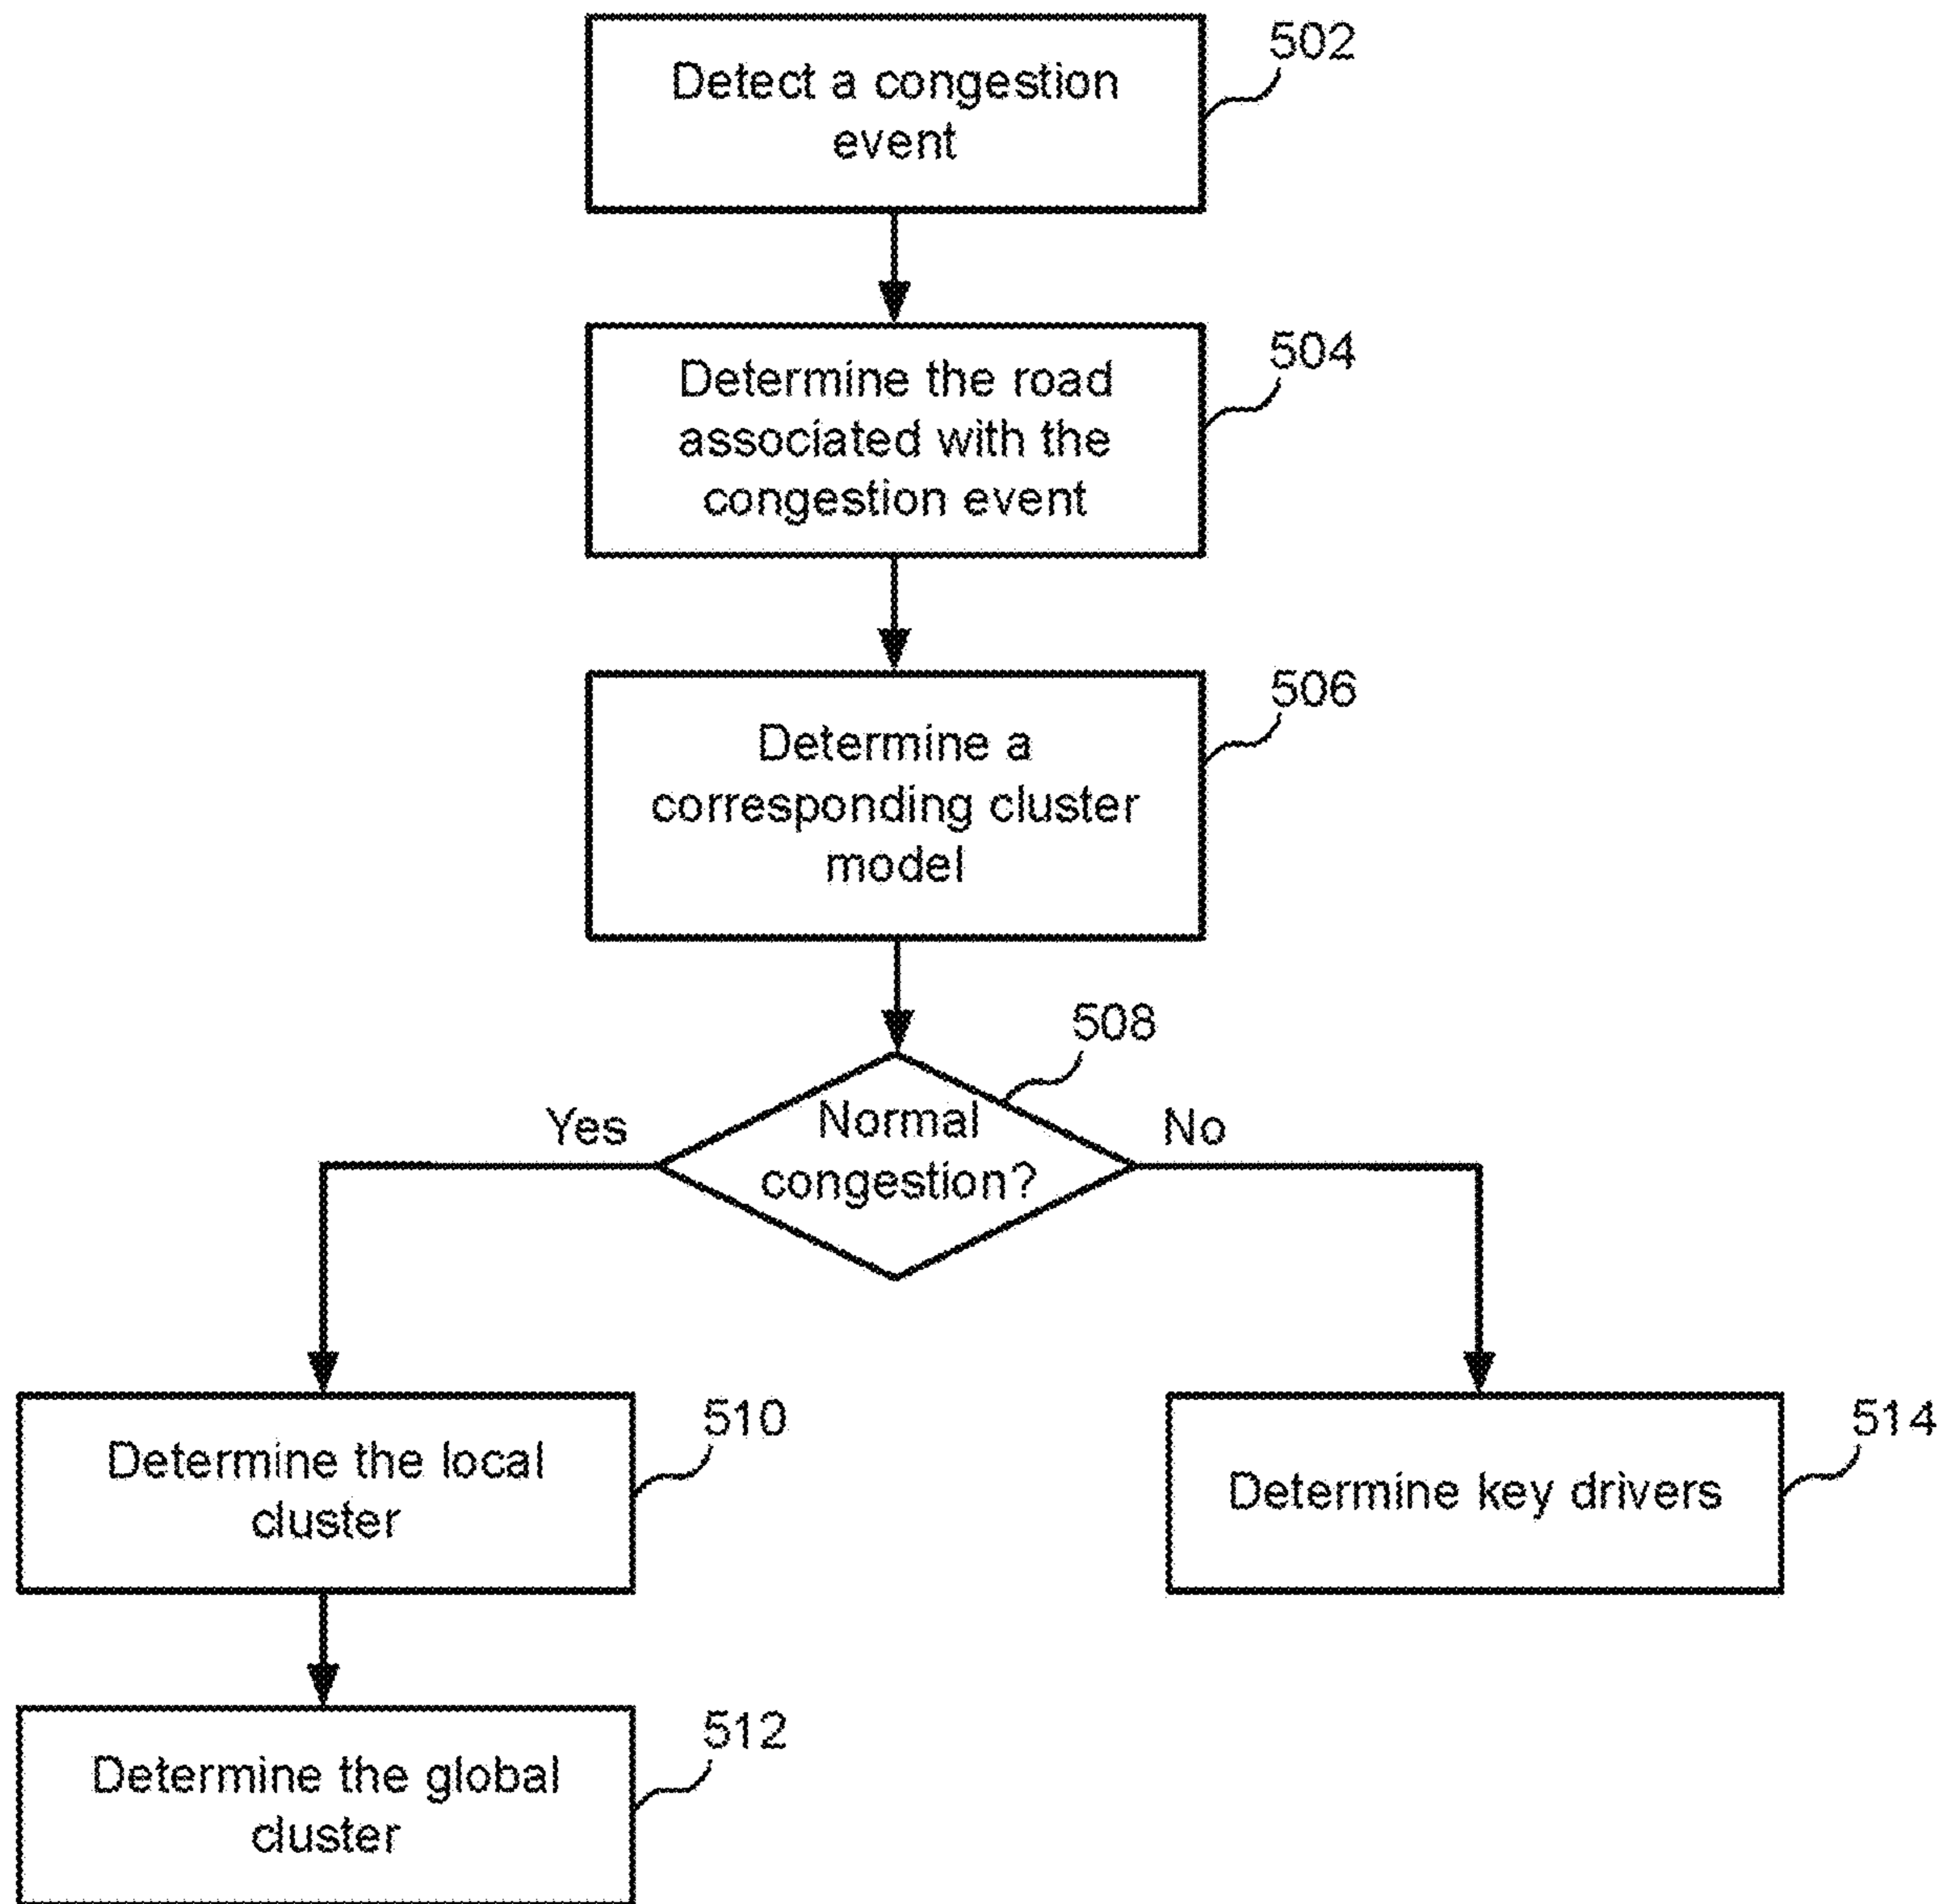 502
Detect a congestion
event
504
Determine the road
associated with the
congestion event
506
Determine a
corresponding cluster
model
508
Yes
Normal
congestion?
No
510
Determine the local
cluster
514
Determine key drivers
512
Determine the global
cluster